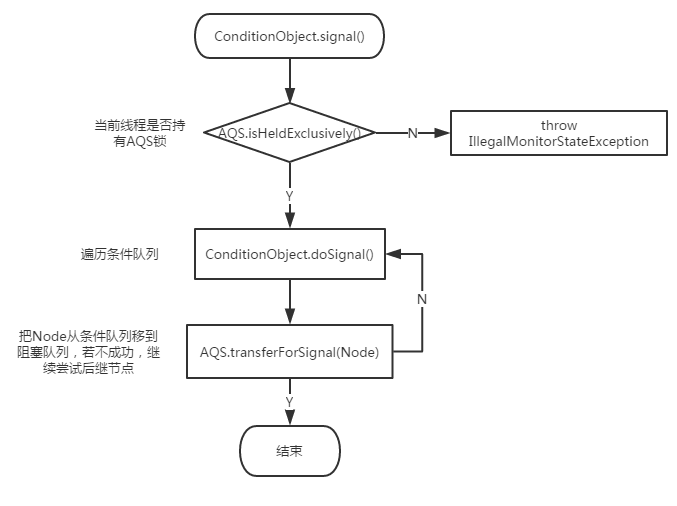 ConditionObject.signal()
当前线程是否持
有AQS锁
AQS.isHeldExclusively()
N
throw
IllegalMonitorStateException
Y
遍历条件队列
ConditionObject.doSignal()
N
把Node从条件队列移到
阻塞队列，若不成功，继
续尝试后继节点
AQS.transferForSignal(Node)
Y
结束